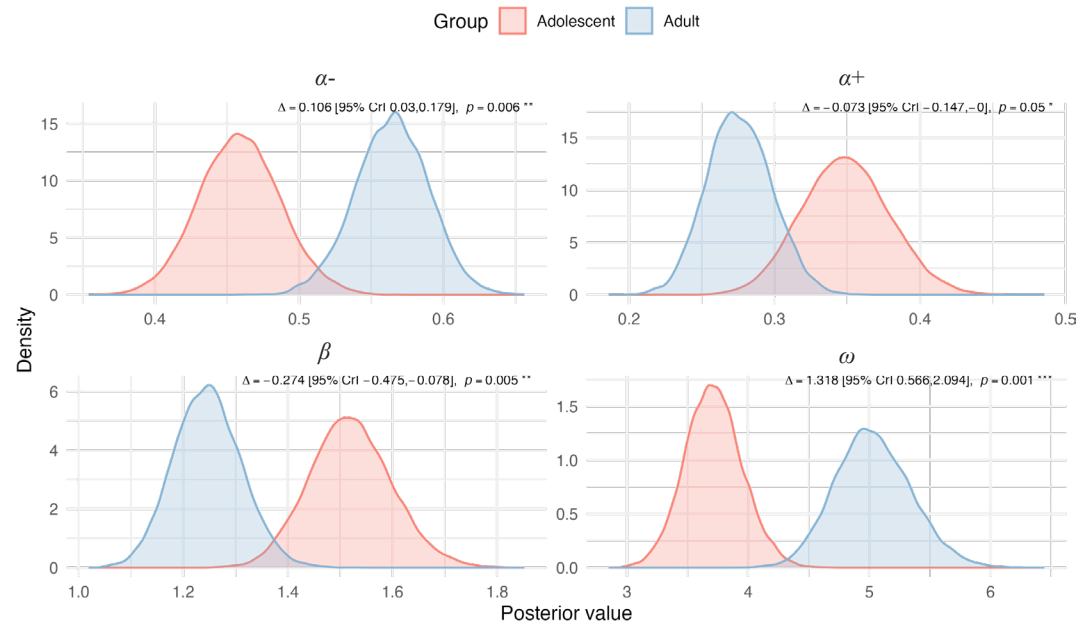 Group Adolescent Adult
α-
Δ = 0.106 [95% CrI 0.03,0.179], p = 0.006 **
15
10
5
0
0.4 0.5 0.6
α+
Δ = −0.073 [95% CrI −0.147,−0], p = 0.05 *
15
10
5
0
0.2 0.3 0.4 0.5
Density
β
Δ = −0.274 [95% CrI −0.475,−0.078], p = 0.005 **
6
4
2
0
1.0 1.2 1.4 1.6 1.8
ω
Δ = 1.318 [95% CrI 0.566,2.094], p = 0.001 ***
1.5
1.0
0.5
0.0
3 4 5 6
Posterior value